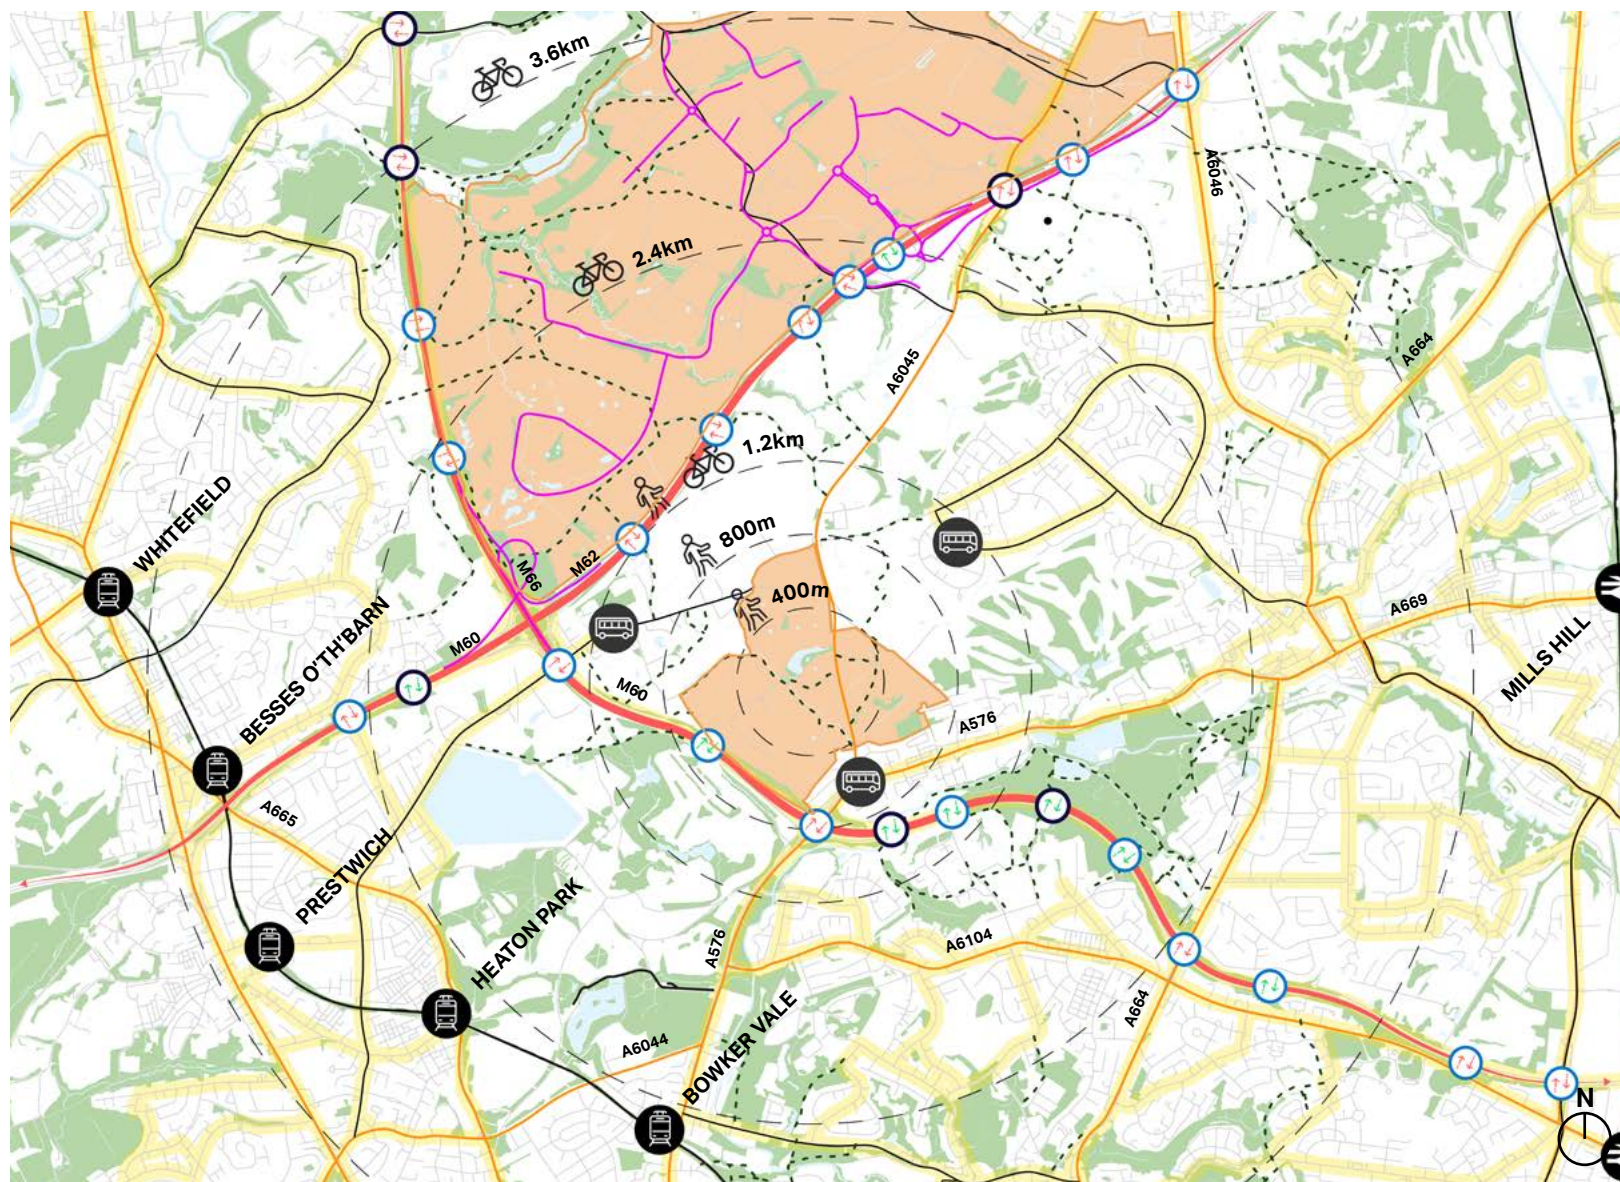 3.6km
A6046
2.4km
A664
A6045
1.2km
WHITEFIELD
800m
M66
M62
400m
A669
BESSES O'TH'BARN
M60
MILLS HILL
M60
A576
A665
PRESTWICH
HEATON PARK
A576
A6104
A664
BOWKER VALE
A6044
N